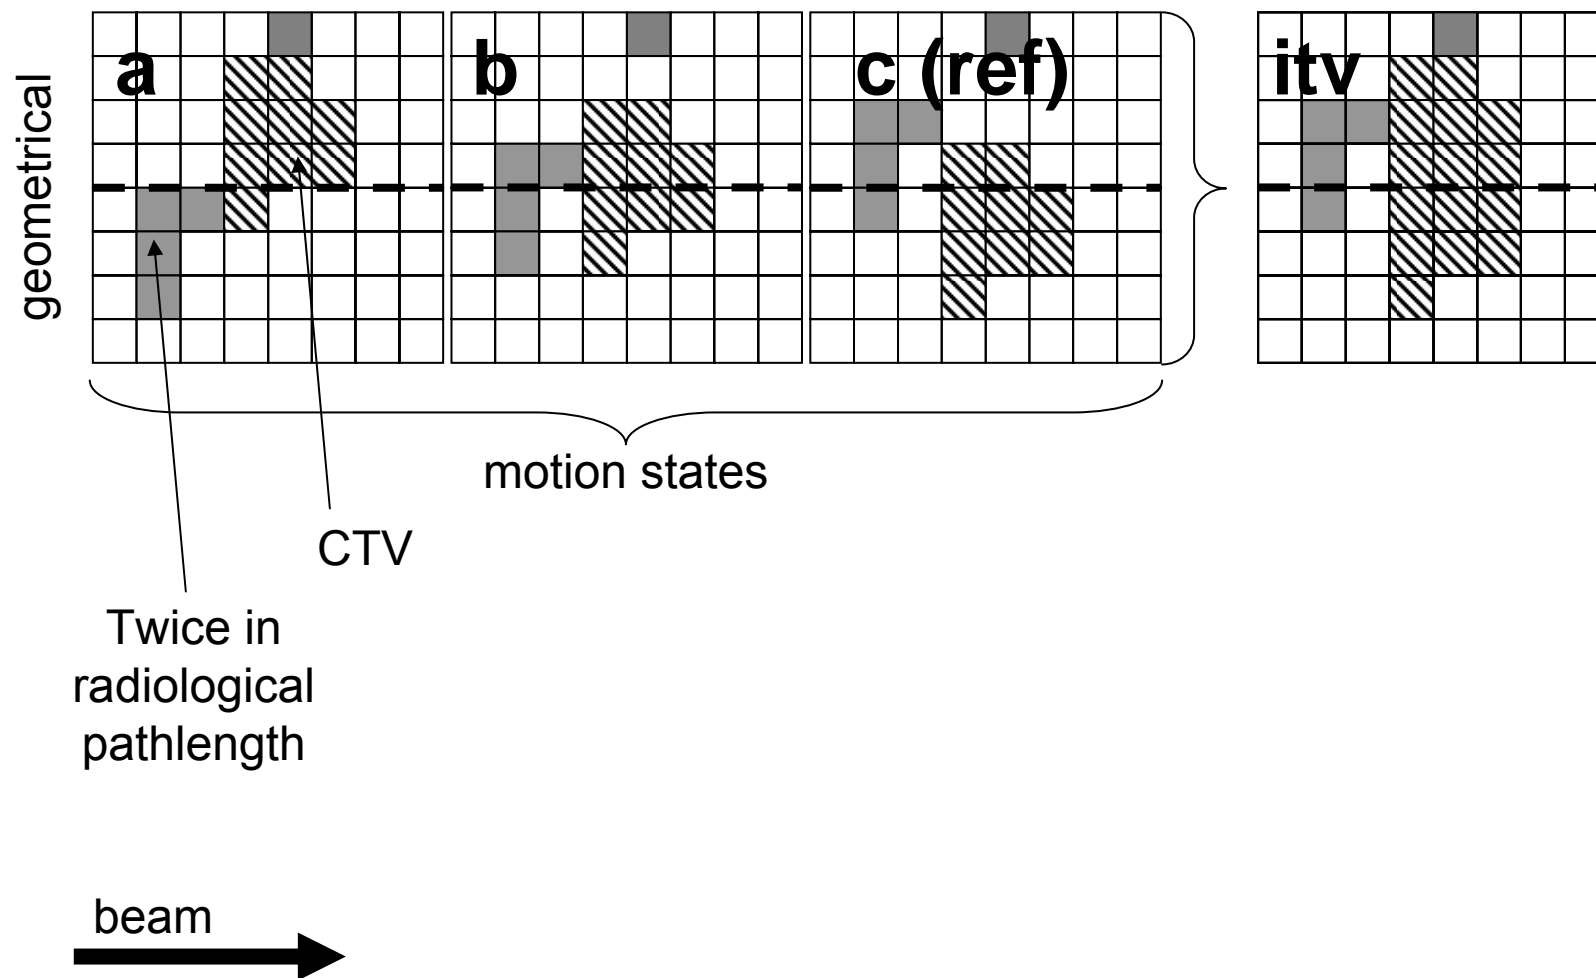 geometrical
a
b
c (ref)
itv
motion states
CTV
Twice in
radiological
pathlength
beam